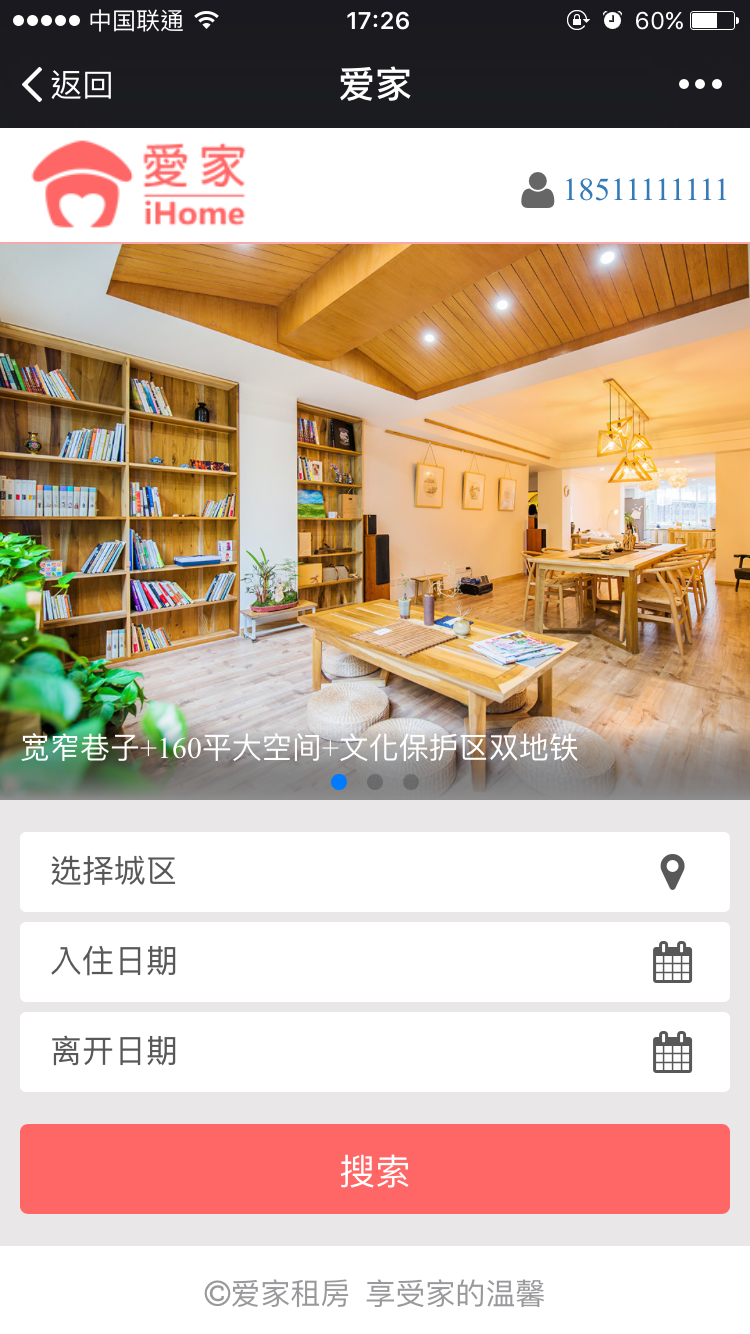 中国联通 17:26 60%
返回 爱家
愛家
iHome
18511111111
宽窄巷子+160平大空间+文化保护区双地铁
选择城区
入住日期
离开日期
搜索
©爱家租房 享受家的温馨